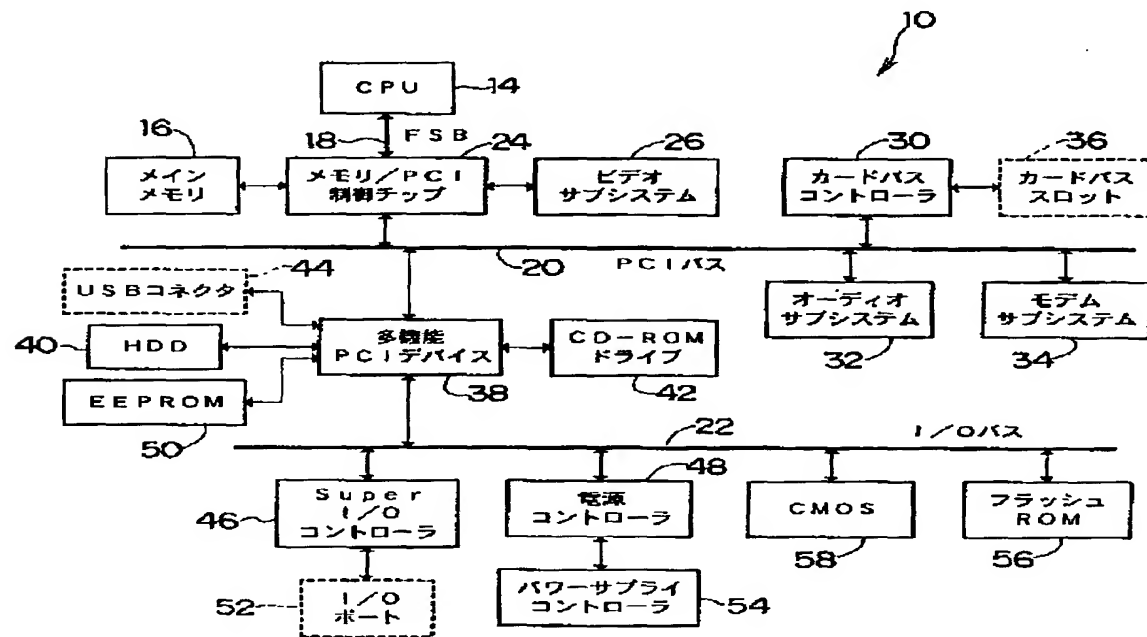 10
CPU
14
18
FSB
16
24
26
30
36
メイン
メモリ
メモリ/PCI
制御チップ
ビデオ
サブシステム
カードバス
コントローラ
カードバス
スロット
44
20
PCIバス
USBコネクタ
オーディオ
サブシステム
モデム
サブシステム
40
HDD
多機能
PCIデバイス
CD-ROM
ドライブ
32
34
EEPROM
38
42
50
22
I/Oバス
48
46
Super
I/O
コントローラ
電源
コントローラ
CMOS
フラッシュ
ROM
58
56
52
I/O
ポート
パワーサプライ
コントローラ
54